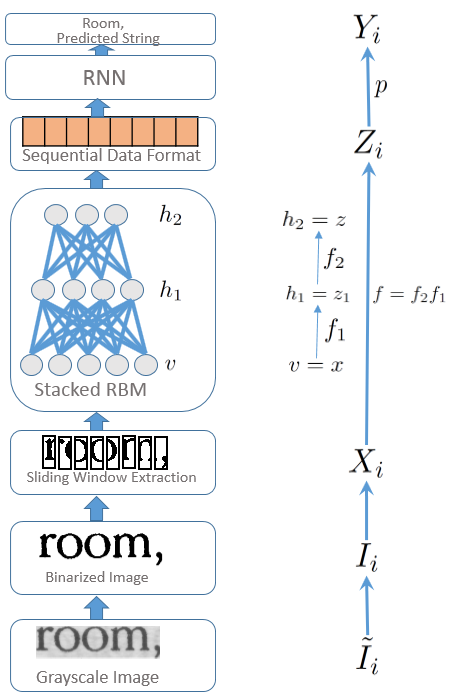 Room,
Predicted String
RNN
Sequential Data Format
h₂
h₁
v
Stacked RBM
room,
Sliding Window Extraction
room,
Binarized Image
room,
Grayscale Image
Yᵢ
p
Zᵢ
h₂ = z
f₂
h₁ = z₁
f = f₂f₁
f₁
v = x
Xᵢ
Iᵢ
Ĩᵢ